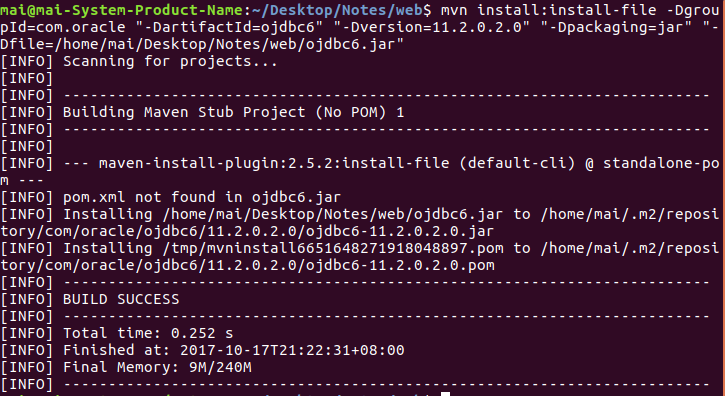 mai@mai-System-Product-Name:~/Desktop/Notes/web$ mvn install:install-file -Dgrou
pId=com.oracle "-DartifactId=ojdbc6" "-Dversion=11.2.0.2.0" "-Dpackaging=jar" "-
Dfile=/home/mai/Desktop/Notes/web/ojdbc6.jar"
[INFO] Scanning for projects...
[INFO]
[INFO] ------------------------------------------------------------------------
[INFO] Building Maven Stub Project (No POM) 1
[INFO] ------------------------------------------------------------------------
[INFO]
[INFO] --- maven-install-plugin:2.5.2:install-file (default-cli) @ standalone-po
m ---
[INFO] pom.xml not found in ojdbc6.jar
[INFO] Installing /home/mai/Desktop/Notes/web/ojdbc6.jar to /home/mai/.m2/reposi
tory/com/oracle/ojdbc6/11.2.0.2.0/ojdbc6-11.2.0.2.0.jar
[INFO] Installing /tmp/mvninstall6651648271918048897.pom to /home/mai/.m2/reposi
tory/com/oracle/ojdbc6/11.2.0.2.0/ojdbc6-11.2.0.2.0.pom
[INFO] ------------------------------------------------------------------------
[INFO] BUILD SUCCESS
[INFO] ------------------------------------------------------------------------
[INFO] Total time: 0.252 s
[INFO] Finished at: 2017-10-17T21:22:31+08:00
[INFO] Final Memory: 9M/240M
[INFO] ------------------------------------------------------------------------